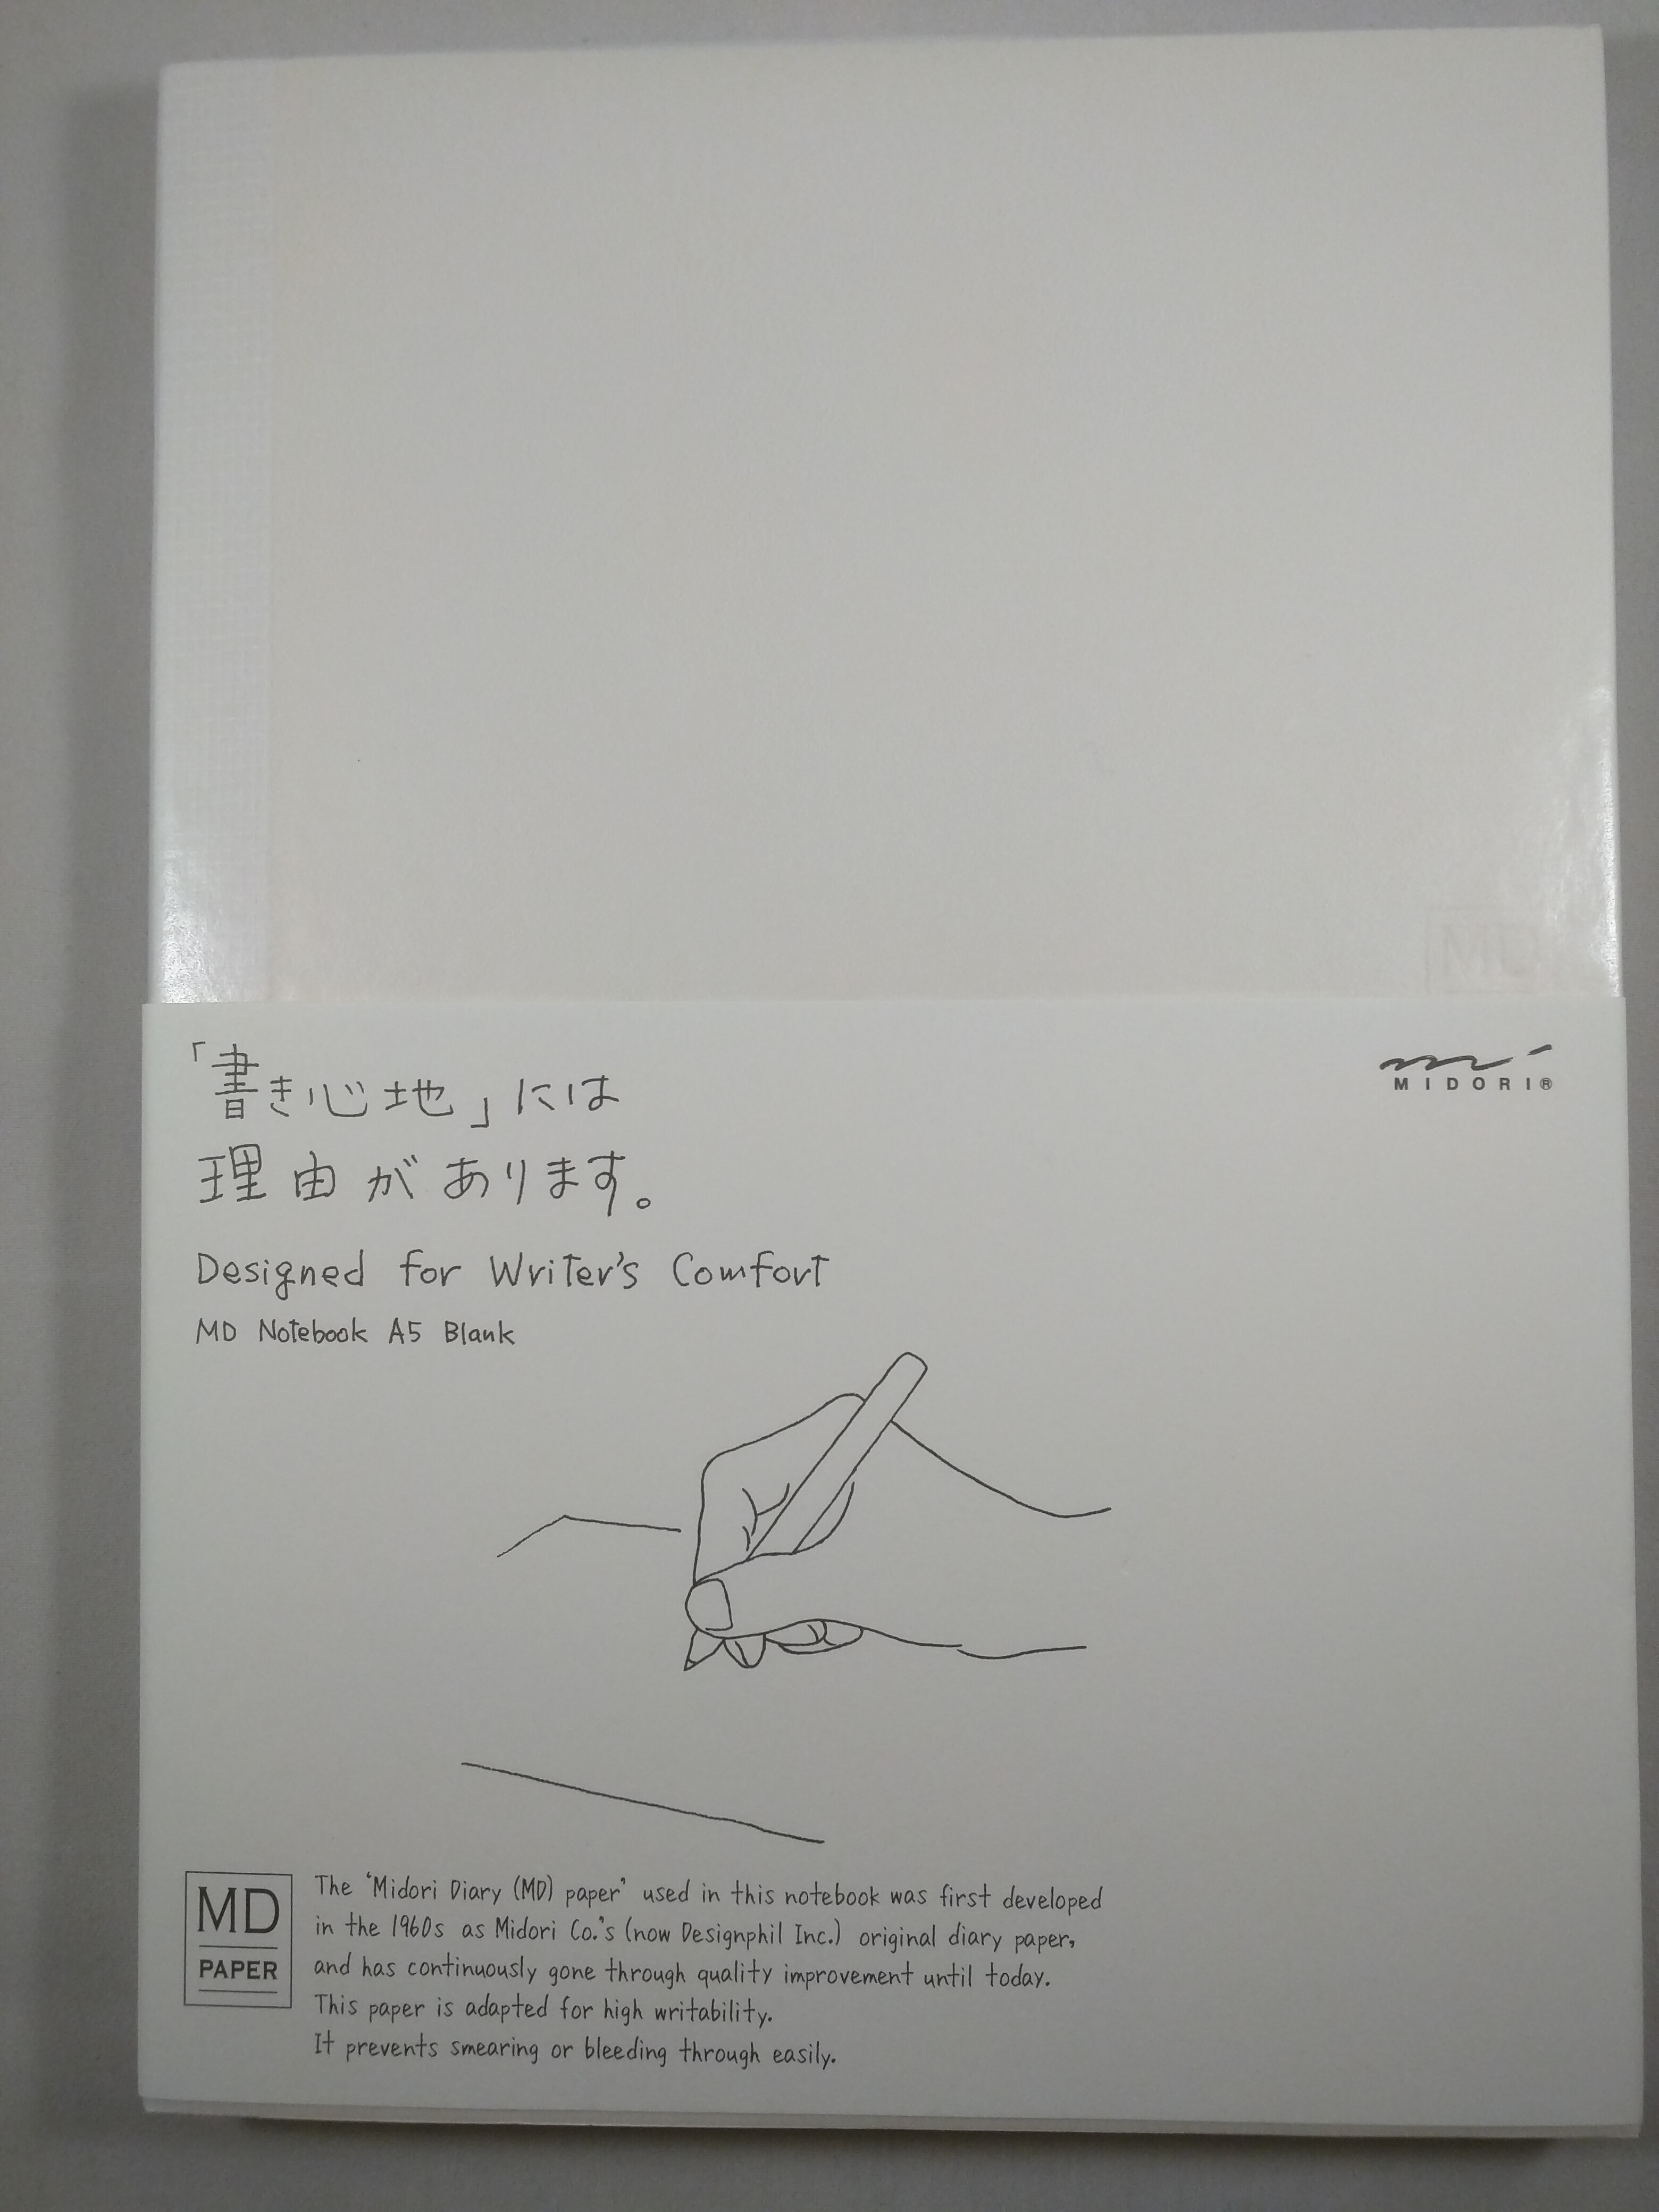 「書き心地」には
理由があります。
MIDORI®
Designed for Writer's Comfort
MD Notebook A5 Blank
MD
MD
PAPER
The ‘Midori Diary (MD) paper’ used in this notebook was first developed
in the 1960s as Midori Co.'s (now Designphil Inc.) original diary paper,
and has continuously gone through quality improvement until today.
This paper is adapted for high writability.
It prevents smearing or bleeding through easily.